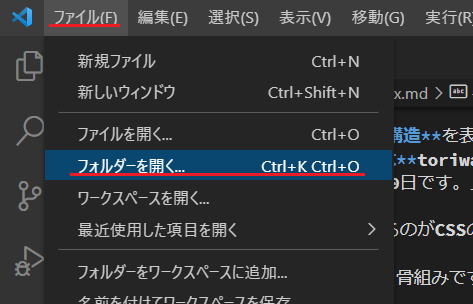 ファイル(F) 編集(E) 選択(S) 表示(V) 移動(G) 実行(R)
新規ファイル Ctrl+N
新しいウィンドウ Ctrl+Shift+N
x.md > abc
ファイルを開く... Ctrl+O
構造**を表
フォルダーを開く... Ctrl+K Ctrl+O
**toriwa
ワークスペースを開く...
日です。
最近使用した項目を開く >
るのがCSSの
フォルダーをワークスペースに追加...
骨組みです
名前を付けてワークスペースを保存...